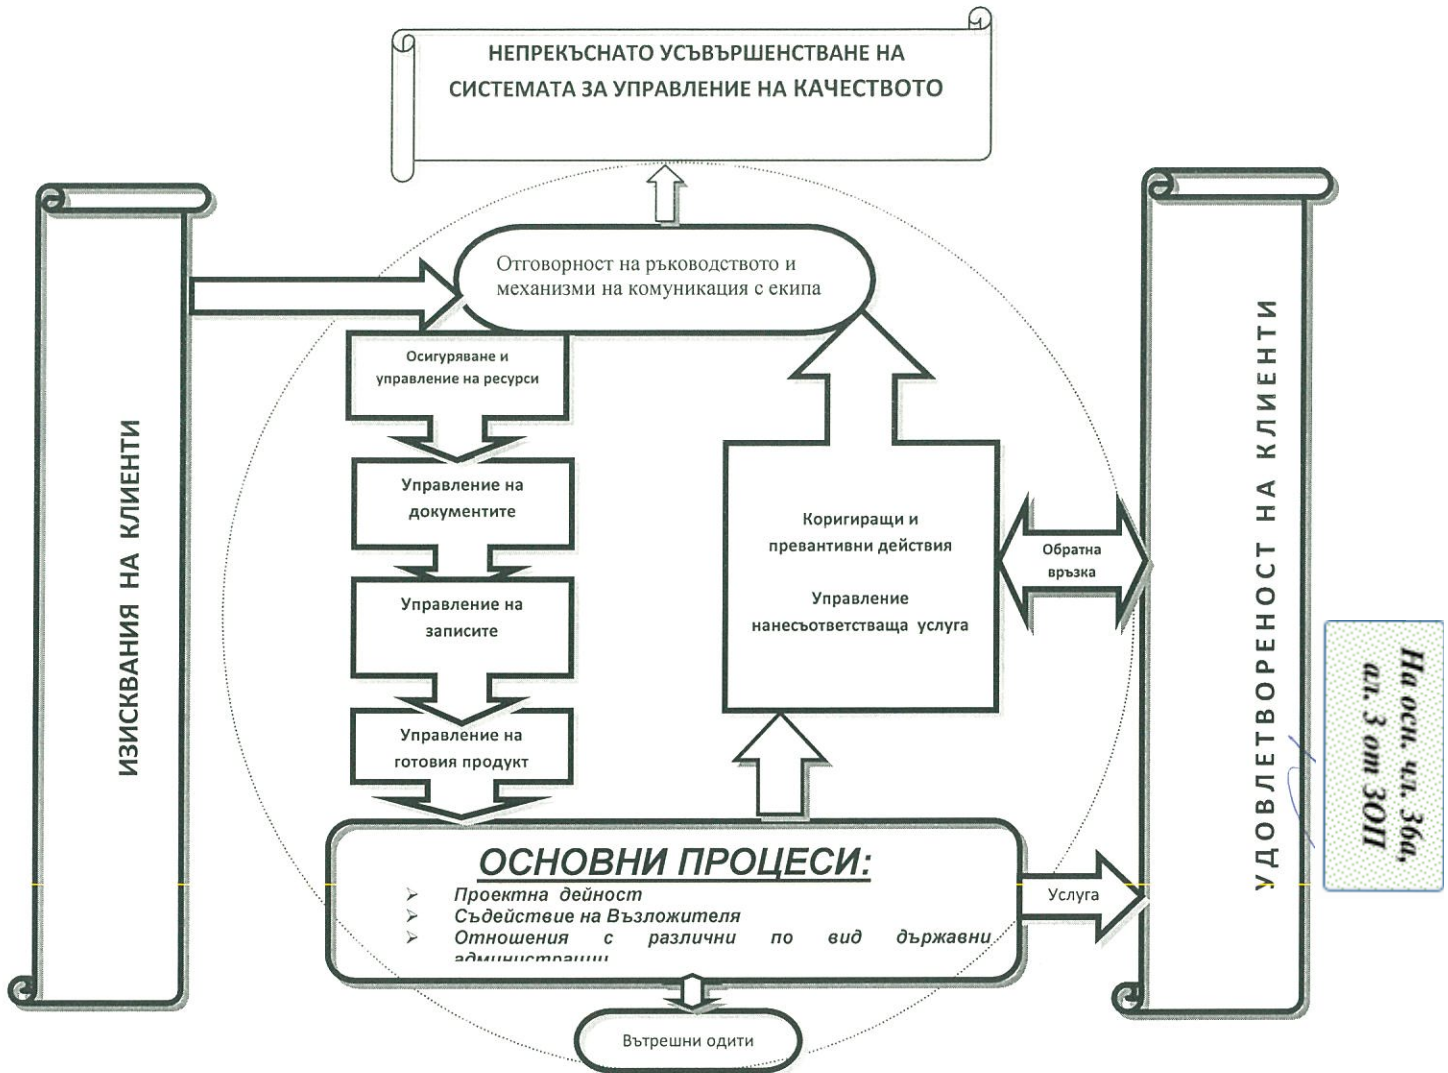 НЕПРЕКЪСНАТО УСЪВЪРШЕНСТВАНЕ НА
СИСТЕМАТА ЗА УПРАВЛЕНИЕ НА КАЧЕСТВОТО
ИЗИСКВАНИЯ НА КЛИЕНТИ
Отговорност на ръководството и
механизми на комуникация с екипа
Осигуряване и
управление на ресурси
Управление на
документите
Управление на
записите
Управление на
готовия продукт
Коригиращи и
превантивни действия
Управление
нанесъответстваща услуга
Обратна
връзка
УДОВЛЕТВОРЕНОСТ НА КЛИЕНТИ
На осн. чл. 36а,
ал. 3 от ЗОП
ОСНОВНИ ПРОЦЕСИ:
Проектна дейност
Съдействие на Възложителя
Отношения с различни по вид държавни
администрации
Услуга
Вътрешни одити